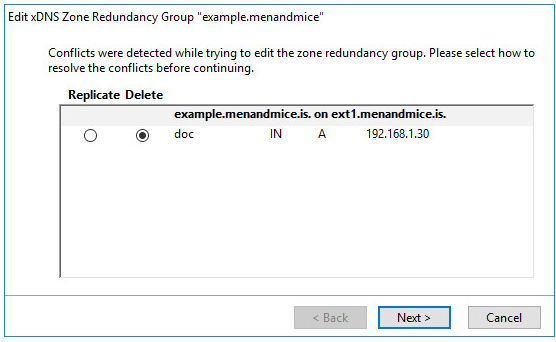 Edit xDNS Zone Redundancy Group "example.menandmice"
Conflicts were detected while trying to edit the zone redundancy group. Please select how to
resolve the conflicts before continuing.
Replicate Delete
example.menandmice.is. on ext1.menandmice.is.
doc IN A 192.168.1.30
< Back Next > Cancel